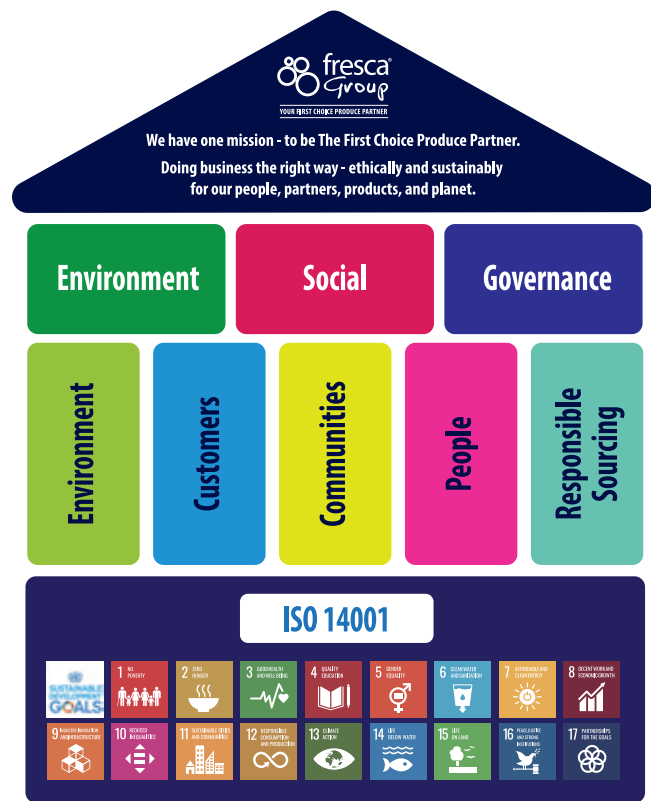 fresca®
Group
YOUR FIRST CHOICE PRODUCE PARTNER
We have one mission - to be The First Choice Produce Partner.
Doing business the right way - ethically and sustainably
for our people, partners, products, and planet.
Environment
Social
Governance
Environment
Customers
Communities
People
Responsible
Sourcing
ISO 14001
SUSTAINABLE
DEVELOPMENT
GOALS
1 NO
POVERTY
2 ZERO
HUNGER
3 GOOD HEALTH
AND WELL-BEING
4 QUALITY
EDUCATION
5 GENDER
EQUALITY
6 CLEAN WATER
AND SANITATION
7 AFFORDABLE AND
CLEAN ENERGY
8 DECENT WORK AND
ECONOMIC GROWTH
9 INDUSTRY, INNOVATION
AND INFRASTRUCTURE
10 REDUCED
INEQUALITIES
11 SUSTAINABLE CITIES
AND COMMUNITIES
12 RESPONSIBLE
CONSUMPTION
AND PRODUCTION
13 CLIMATE
ACTION
14 LIFE
BELOW WATER
15 LIFE
ON LAND
16 PEACE, JUSTICE
AND STRONG
INSTITUTIONS
17 PARTNERSHIPS
FOR THE GOALS